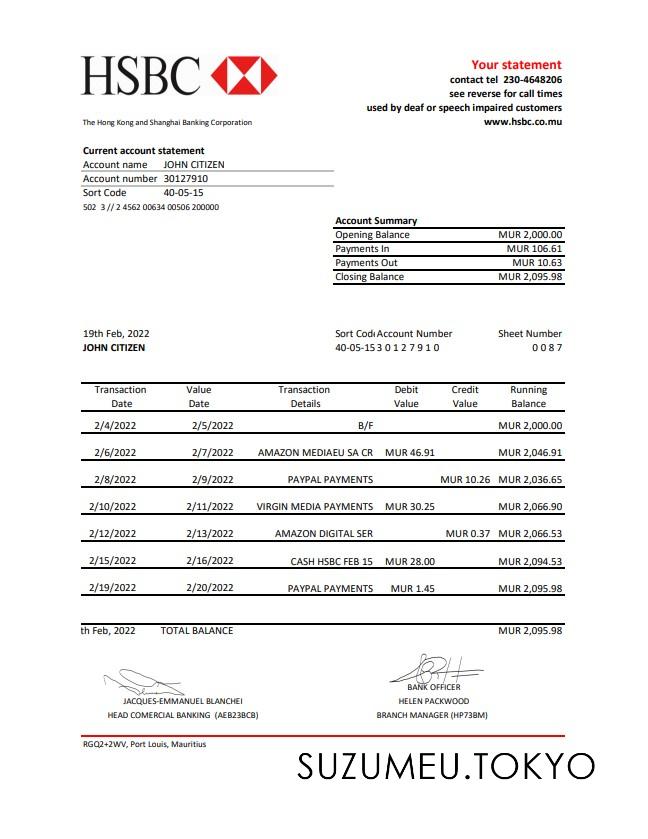 HSBC
The Hong Kong and Shanghai Banking Corporation
Your statement
contact tel 230-4648206
see reverse for call times
used by deaf or speech impaired customers
www.hsbc.co.mu
Current account statement
Account name JOHN CITIZEN
Account number 30127910
Sort Code 40-05-15
502 3 // 2 4562 00634 00506 200000
Account Summary
Opening Balance MUR 2,000.00
Payments In MUR 106.61
Payments Out MUR 10.63
Closing Balance MUR 2,095.98
19th Feb, 2022 Sort Cod Account Number Sheet Number
JOHN CITIZEN 40-05-15 3 0 1 2 7 9 1 0 0 0 8 7
Transaction Value Transaction Debit Credit Running
Date Date Details Value Value Balance
2/4/2022 2/5/2022 B/F MUR 2,000.00
2/6/2022 2/7/2022 AMAZON MEDIAEU SA CR MUR 46.91 MUR 2,046.91
2/8/2022 2/9/2022 PAYPAL PAYMENTS MUR 10.26 MUR 2,036.65
2/10/2022 2/11/2022 VIRGIN MEDIA PAYMENTS MUR 30.25 MUR 2,066.90
2/12/2022 2/13/2022 AMAZON DIGITAL SER MUR 0.37 MUR 2,066.53
2/15/2022 2/16/2022 CASH HSBC FEB 15 MUR 28.00 MUR 2,094.53
2/19/2022 2/20/2022 PAYPAL PAYMENTS MUR 1.45 MUR 2,095.98
th Feb, 2022 TOTAL BALANCE MUR 2,095.98
JACQUES-EMMANUEL BLANCHEI
HEAD COMERCIAL BANKING (AEB23BCB)
BANK OFFICER
HELEN PACKWOOD
BRANCH MANAGER (HP73BM)
RGQ2+2WV, Port Louis, Mauritius
SUZUMEU.TOKYO